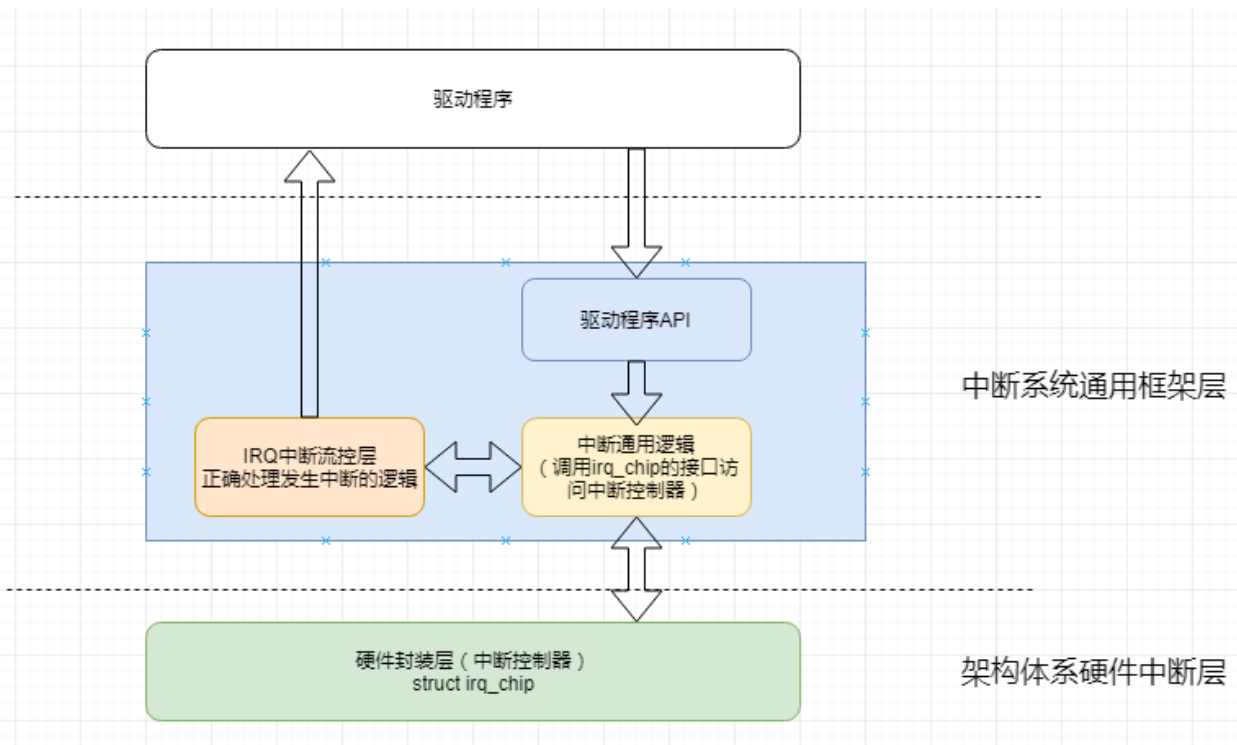 驱动程序
驱动程序API
中断系统通用框架层
IRQ中断流控层
正确处理发生中断的逻辑
中断通用逻辑
（调用irq_chip的接口访
问中断控制器）
硬件封装层（中断控制器）
struct irq_chip
架构体系硬件中断层